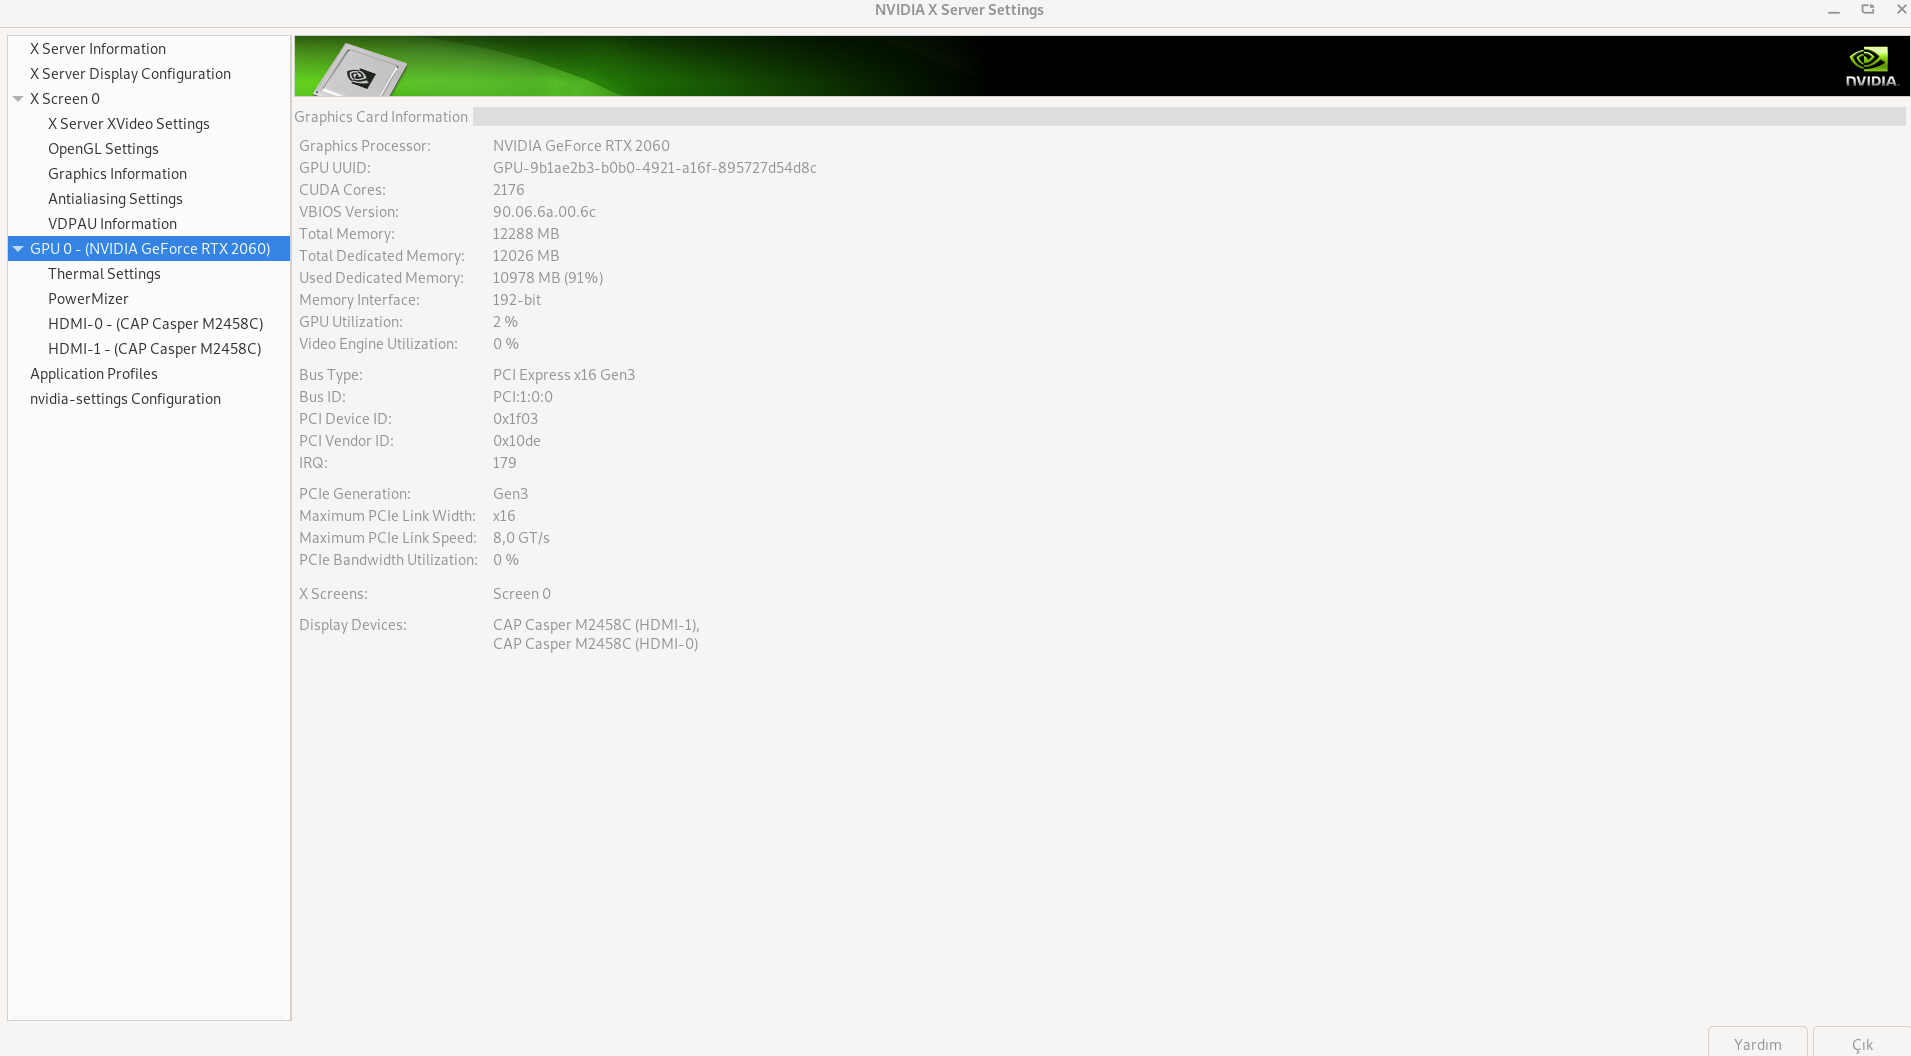 NVIDIA X Server Settings
X Server Information
X Server Display Configuration
X Screen 0
X Server XVideo Settings
OpenGL Settings
Graphics Information
Antialiasing Settings
VDPAU Information
GPU 0 - (NVIDIA GeForce RTX 2060)
Thermal Settings
PowerMizer
HDMI-0 - (CAP Casper M2458C)
HDMI-1 - (CAP Casper M2458C)
Application Profiles
nvidia-settings Configuration
NVIDIA.
Graphics Card Information
Graphics Processor: NVIDIA GeForce RTX 2060
GPU UUID: GPU-9b1ae2b3-b0b0-4921-a16f-895727d54d8c
CUDA Cores: 2176
VBIOS Version: 90.06.6a.00.6c
Total Memory: 12288 MB
Total Dedicated Memory: 12026 MB
Used Dedicated Memory: 10978 MB (91%)
Memory Interface: 192-bit
GPU Utilization: 2 %
Video Engine Utilization: 0 %
Bus Type: PCI Express x16 Gen3
Bus ID: PCI:1:0:0
PCI Device ID: 0x1f03
PCI Vendor ID: 0x10de
IRQ: 179
PCIe Generation: Gen3
Maximum PCIe Link Width: x16
Maximum PCIe Link Speed: 8,0 GT/s
PCIe Bandwidth Utilization: 0 %
X Screens: Screen 0
Display Devices: CAP Casper M2458C (HDMI-1),
CAP Casper M2458C (HDMI-0)
Yardım Çık